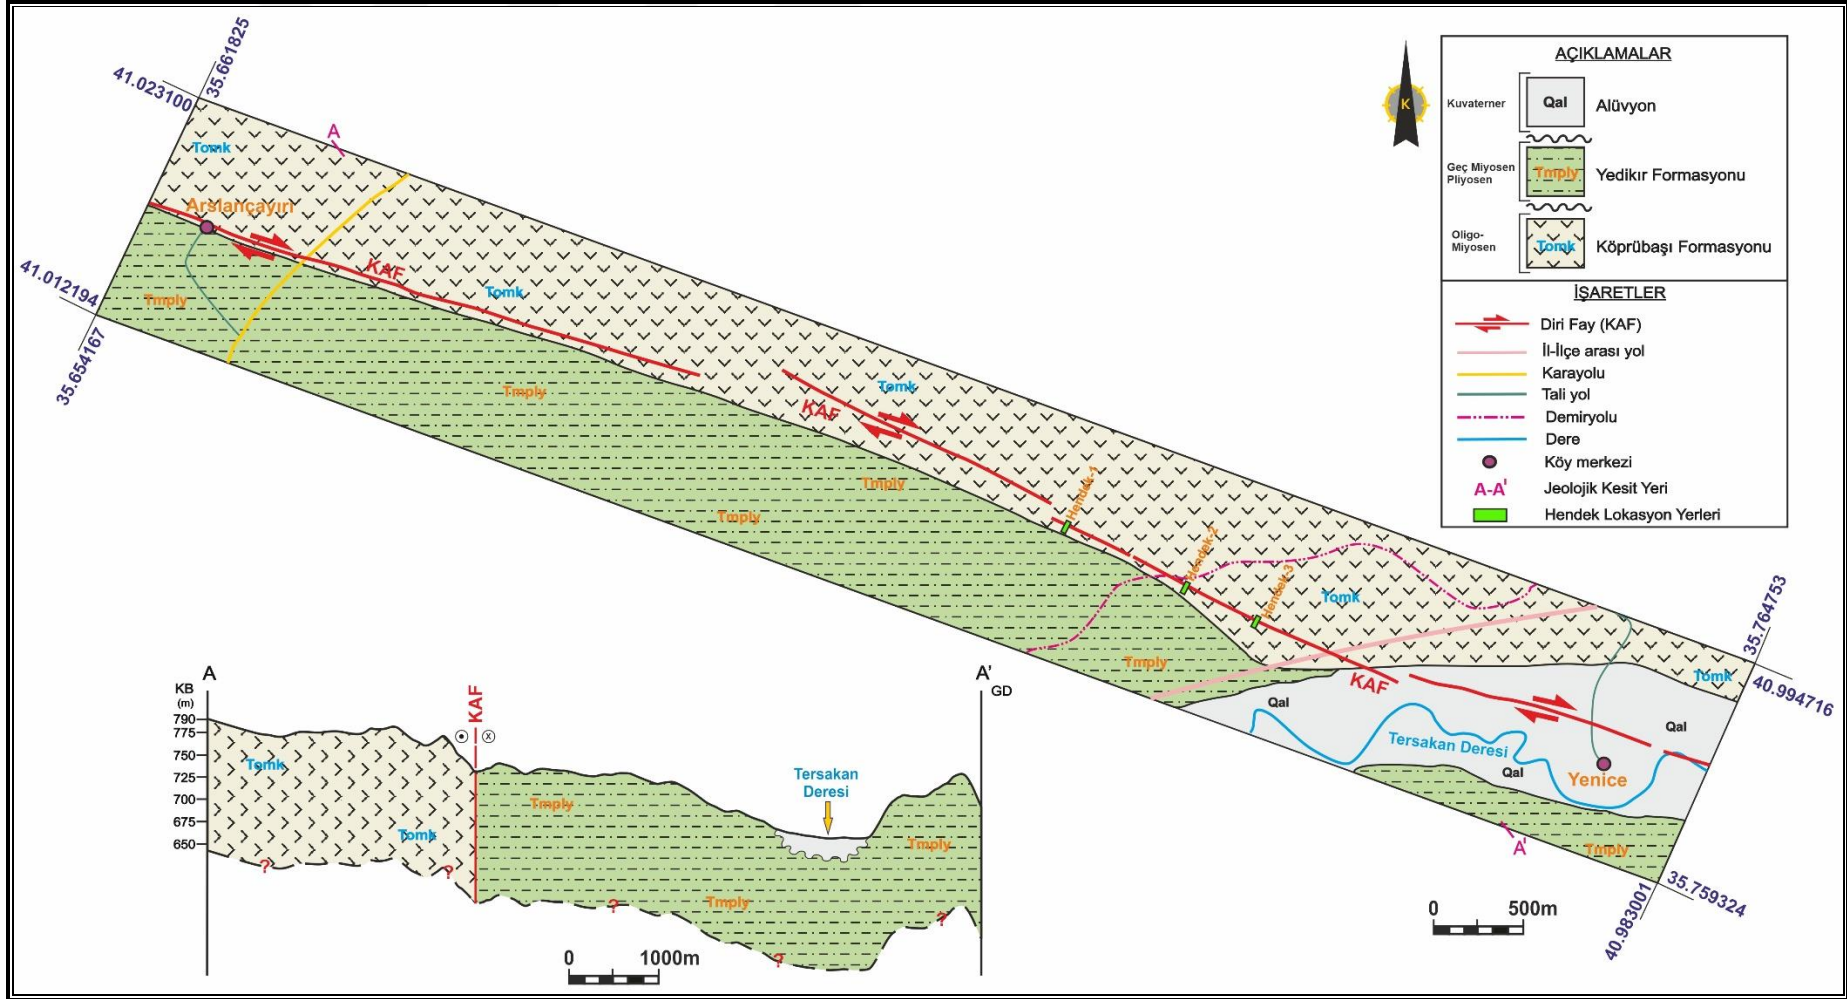 41.023100
35.661825
A
Tomk
Arslançayırı
KAF
Tomk
41.012194
35.654167
Tmply
Tmply
Tomk
KAF
Tmply
Tmply
Hendek-1
Hendek-2
Hendek-3
Tomk
Tmply
KAF
Qal
Tersakan Deresi
Qal
Qal
Yenice
Tomk
35.764753
40.994716
A'
Tmply
35.759324
40.983001
K
AÇIKLAMALAR
Kuvaterner
Qal
Alüvyon
Geç Miyosen
Pliyosen
Tmply
Yedikır Formasyonu
Oligo-
Miyosen
Tomk
Köprübaşı Formasyonu
İŞARETLER
Diri Fay (KAF)
İl-İlçe arası yol
Karayolu
Tali yol
Demiryolu
Dere
Köy merkezi
A-A' Jeolojik Kesit Yeri
Hendek Lokasyon Yerleri
A
A'
KB
(m)
GD
KAF
790
775
750
725
700
675
650
x
Tomk
Tomk
Tmply
Tersakan
Deresi
Tmply
Tmply
?
?
?
?
?
0 1000m
0 500m